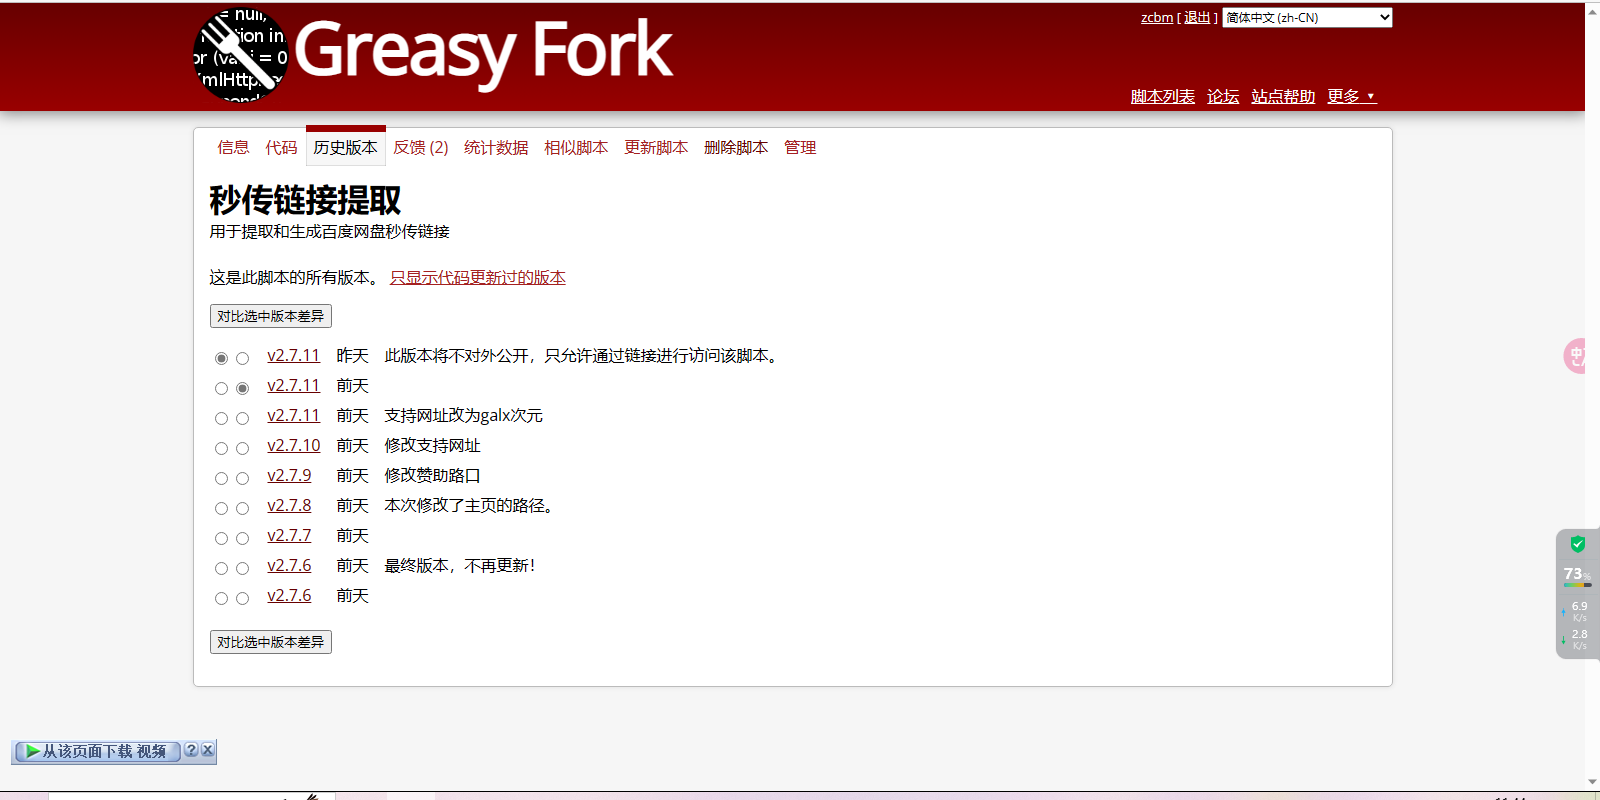 zcbm [ 退出 ] 简体中文 (zh-CN)
= null,
ction in
or (va i = 0
XmlHttp
Greasy Fork
脚本列表 论坛 站点帮助 更多 ▼
信息 代码 历史版本 反馈 (2) 统计数据 相似脚本 更新脚本 删除脚本 管理
秒传链接提取
用于提取和生成百度网盘秒传链接
这是此脚本的所有版本。 只显示代码更新过的版本
对比选中版本差异
v2.7.11 昨天 此版本将不对外公开，只允许通过链接进行访问该脚本。
v2.7.11 前天
v2.7.11 前天 支持网址改为galx次元
v2.7.10 前天 修改支持网址
v2.7.9 前天 修改赞助路口
v2.7.8 前天 本次修改了主页的路径。
v2.7.7 前天
v2.7.6 前天 最终版本，不再更新！
v2.7.6 前天
对比选中版本差异
中
73%
6.9
K/s
2.8
K/s
从该页面下载 视频 ? X